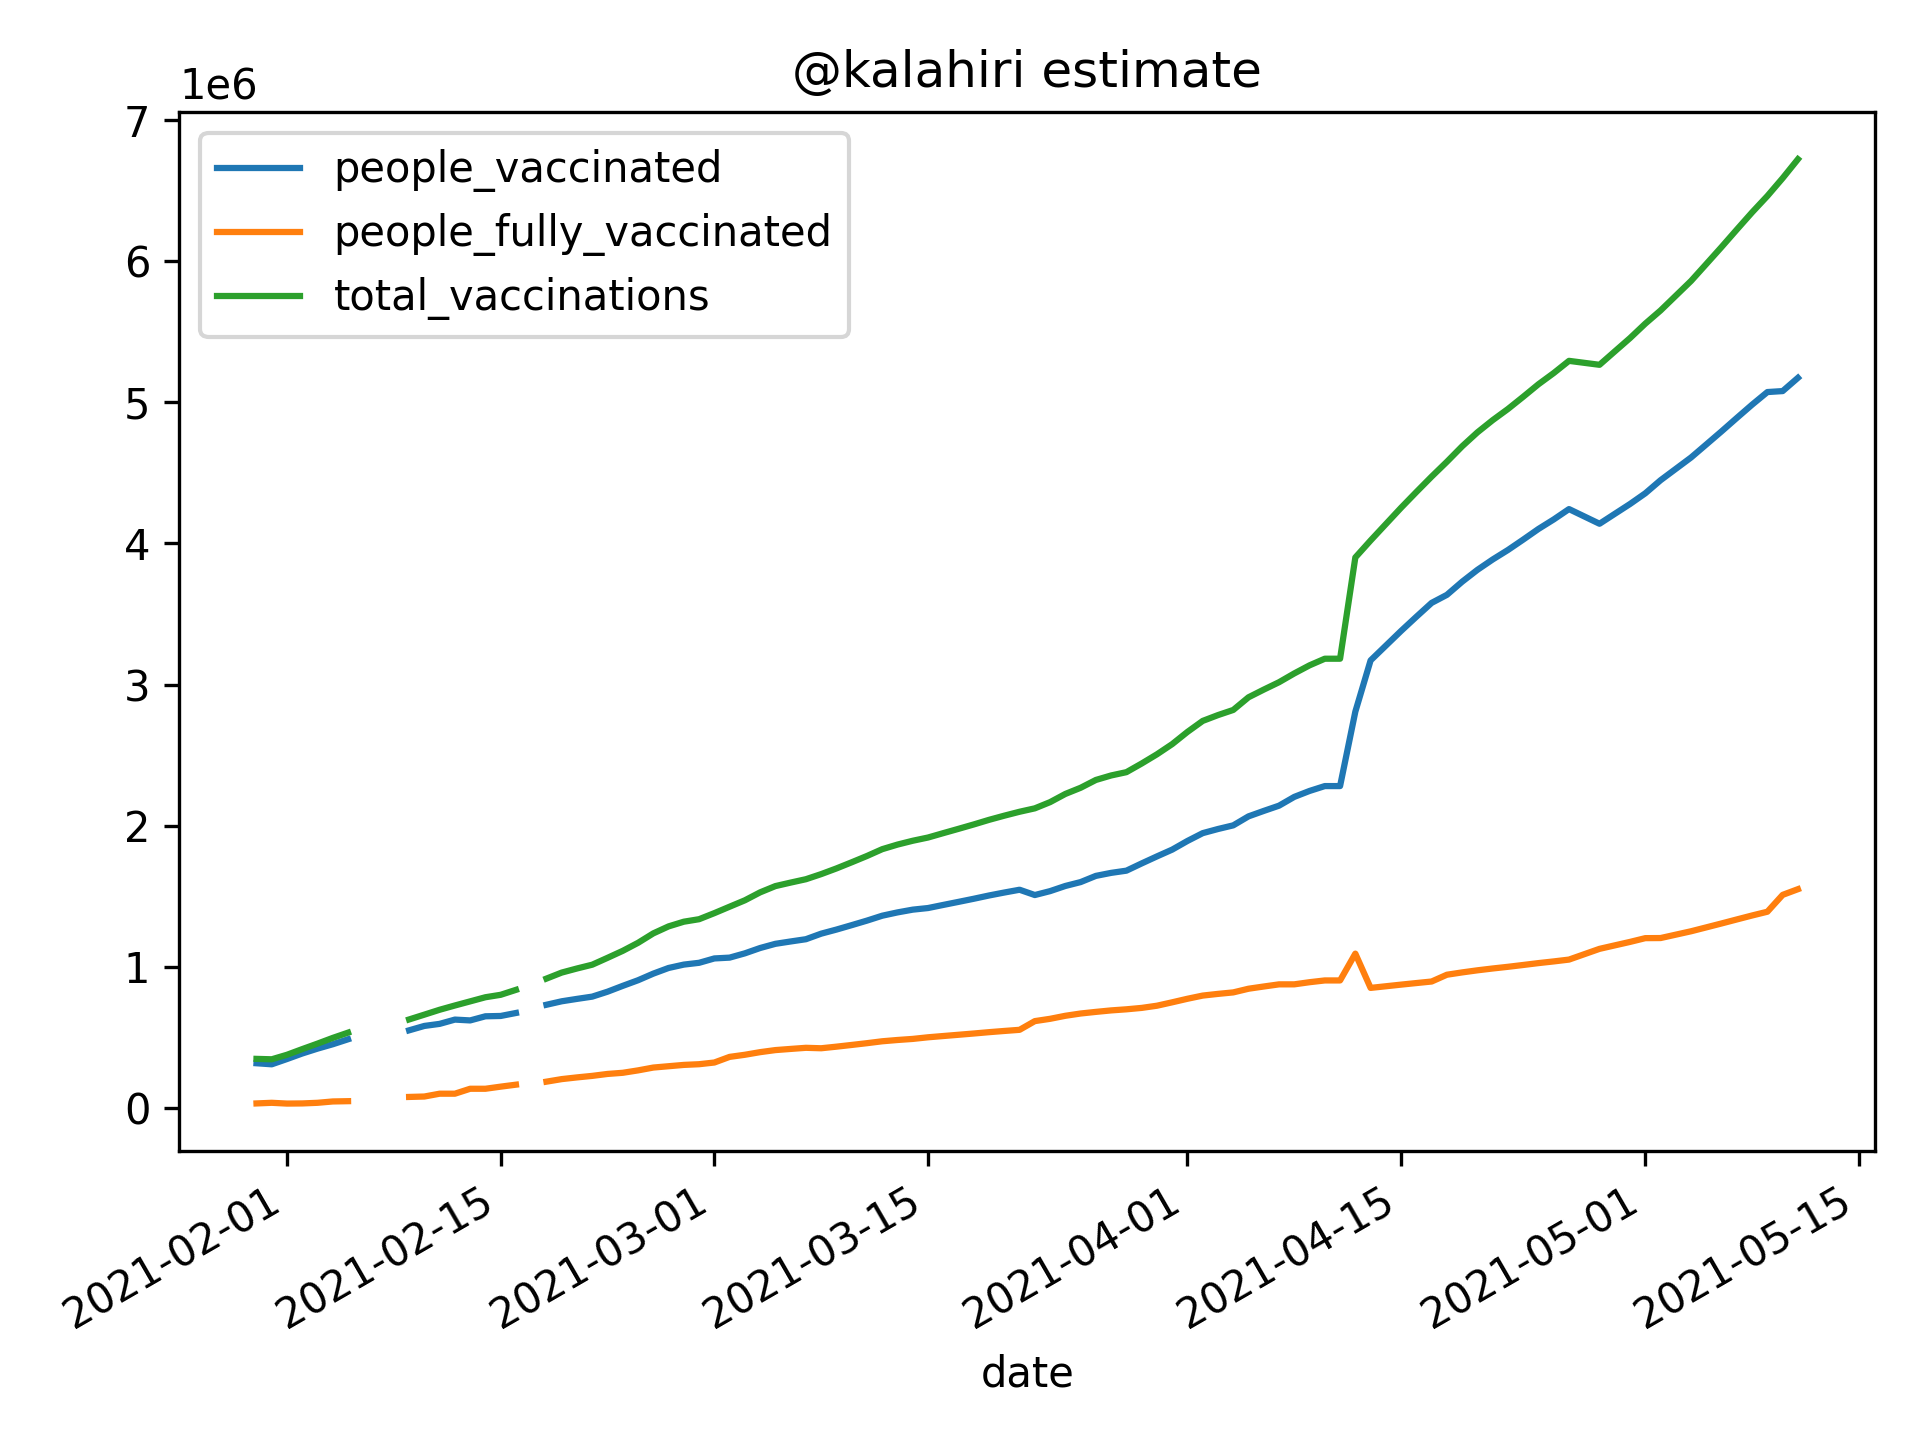 @kalahiri estimate
1e6
people_vaccinated
people_fully_vaccinated
total_vaccinations
7
6
5
4
3
2
1
0
2021-02-01
2021-02-15
2021-03-01
2021-03-15
2021-04-01
2021-04-15
2021-05-01
2021-05-15
date